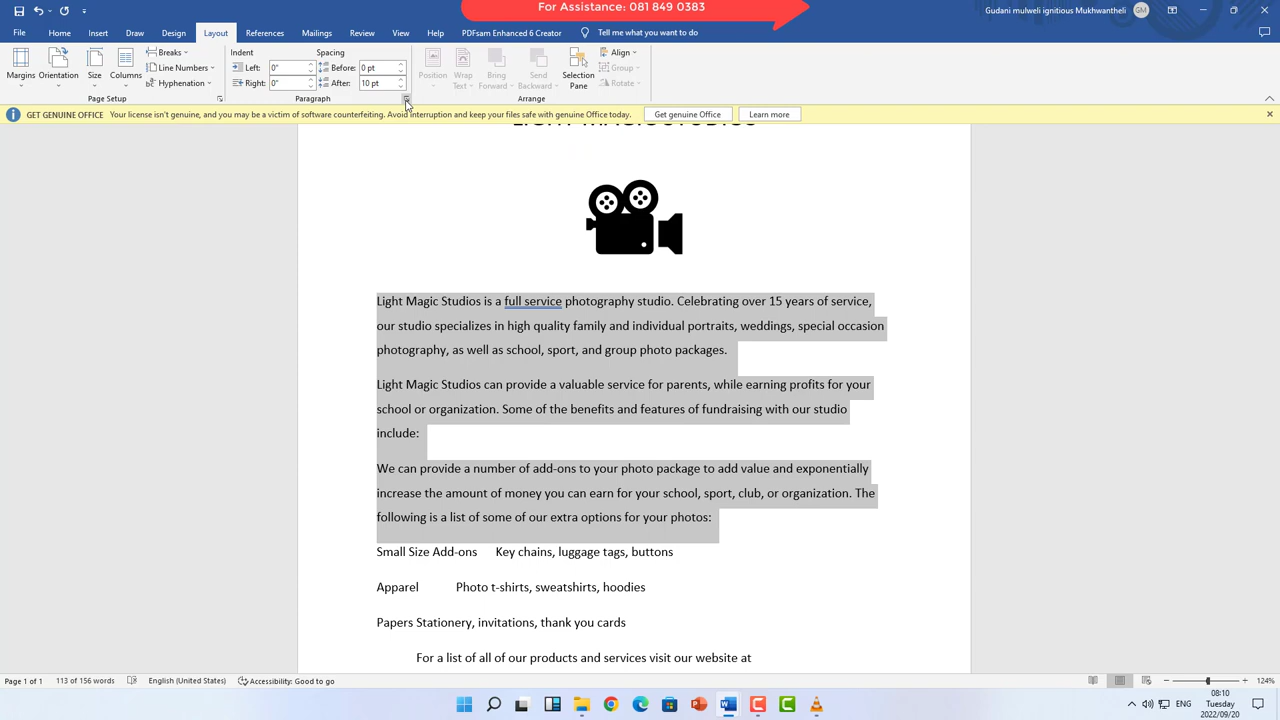 For Assistance: 081 849 0383
Gudani mulweli ignitious Mukhwantheli
GM
File Home Insert Draw Design Layout References Mailings Review View Help PDFsam Enhanced 6 Creator Tell me what you want to do
Margins Orientation Size Columns
Breaks
Line Numbers
Hyphenation
Page Setup
Indent
Left: 0"
Right: 0"
Spacing
Before: 0 pt
After: 10 pt
Paragraph
Position Wrap Text Bring Forward Send Backward Selection Pane
Align
Group
Rotate
Arrange
GET GENUINE OFFICE Your license isn't genuine, and you may be a victim of software counterfeiting. Avoid interruption and keep your files safe with genuine Office today. Get genuine Office Learn more
LIGHT MAGIC STUDIOS
Light Magic Studios is a full service photography studio. Celebrating over 15 years of service,
our studio specializes in high quality family and individual portraits, weddings, special occasion
photography, as well as school, sport, and group photo packages.
Light Magic Studios can provide a valuable service for parents, while earning profits for your
school or organization. Some of the benefits and features of fundraising with our studio
include:
We can provide a number of add-ons to your photo package to add value and exponentially
increase the amount of money you can earn for your school, sport, club, or organization. The
following is a list of some of our extra options for your photos:
Small Size Add-ons Key chains, luggage tags, buttons
Apparel Photo t-shirts, sweatshirts, hoodies
Papers Stationery, invitations, thank you cards
For a list of all of our products and services visit our website at
Page 1 of 1 113 of 156 words English (United States) Accessibility: Good to go 124%
ENG
08:10
Tuesday
2022/09/20